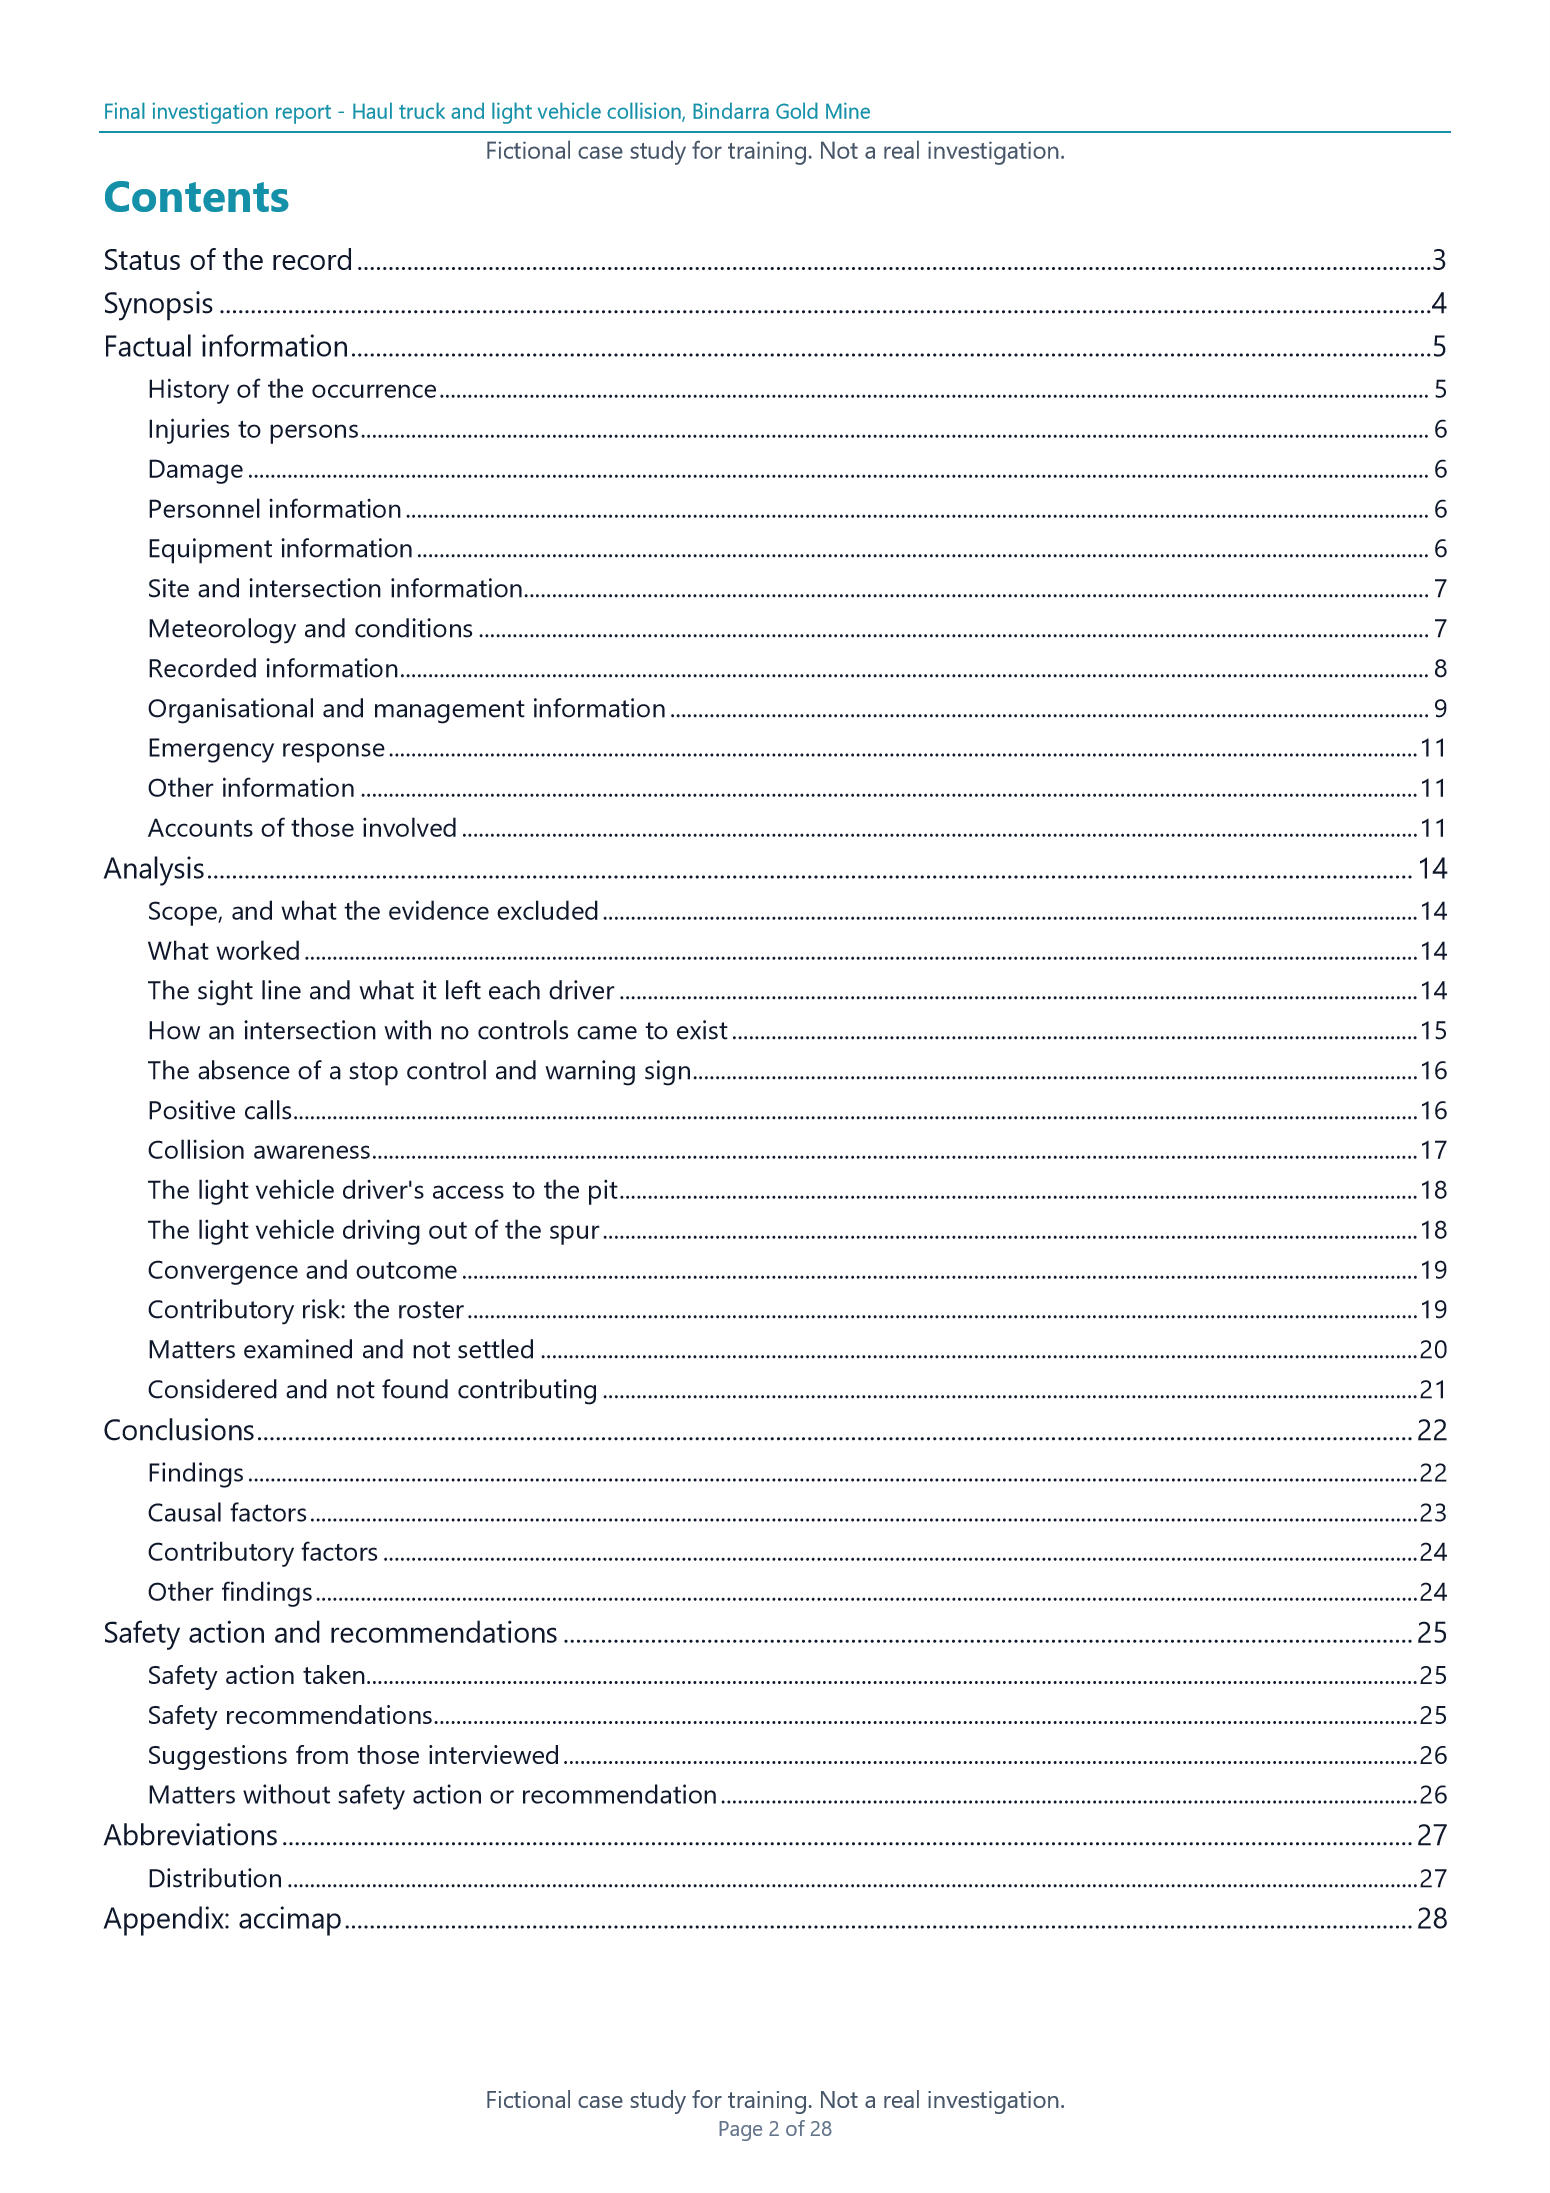 Final investigation report - Haul truck and light vehicle collision, Bindarra Gold Mine
Fictional case study for training. Not a real investigation.
Contents
Status of the record 3
Synopsis 4
Factual information 5
History of the occurrence 5
Injuries to persons 6
Damage 6
Personnel information 6
Equipment information 6
Site and intersection information 7
Meteorology and conditions 7
Recorded information 8
Organisational and management information 9
Emergency response 11
Other information 11
Accounts of those involved 11
Analysis 14
Scope, and what the evidence excluded 14
What worked 14
The sight line and what it left each driver 14
How an intersection with no controls came to exist 15
The absence of a stop control and warning sign 16
Positive calls 16
Collision awareness 17
The light vehicle driver's access to the pit 18
The light vehicle driving out of the spur 18
Convergence and outcome 19
Contributory risk: the roster 19
Matters examined and not settled 20
Considered and not found contributing 21
Conclusions 22
Findings 22
Causal factors 23
Contributory factors 24
Other findings 24
Safety action and recommendations 25
Safety action taken 25
Safety recommendations 25
Suggestions from those interviewed 26
Matters without safety action or recommendation 26
Abbreviations 27
Distribution 27
Appendix: accimap 28
Fictional case study for training. Not a real investigation.
Page 2 of 28